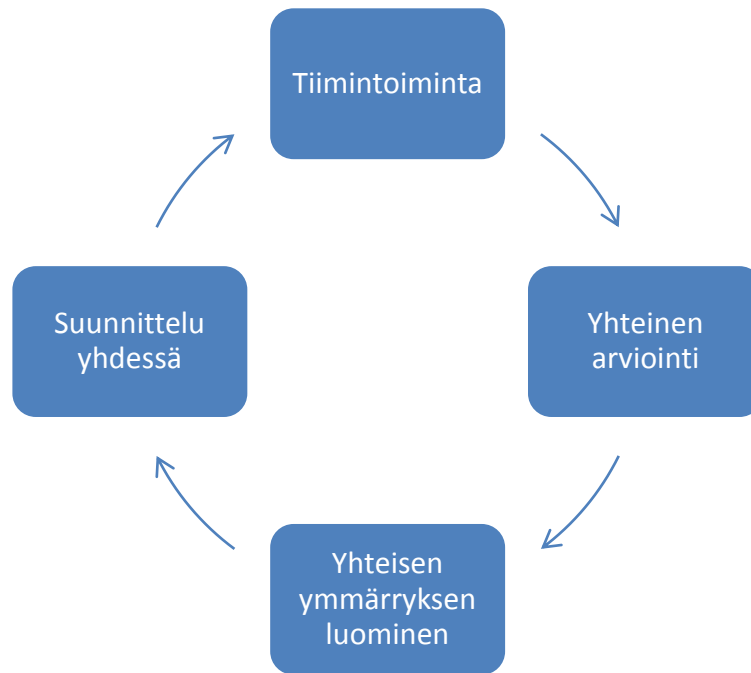 Tiimintoiminta
Yhteinen
arviointi
Yhteisen
ymmärryksen
luominen
Suunnittelu
yhdessä